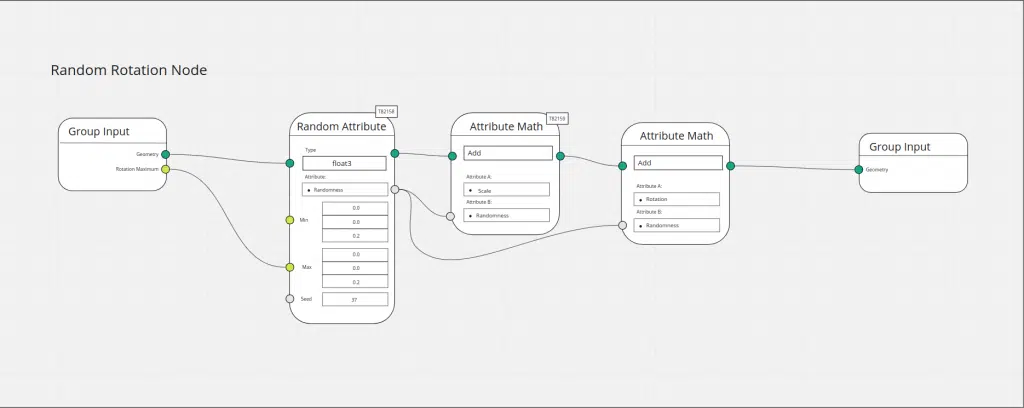 Random Rotation Node
Group Input
Geometry
Rotation Maximum
T82158
Random Attribute
Type
float3
Attribute:
Randomness
Min
0.0
0.0
0.2
Max
0.0
0.0
0.2
Seed
37
T82158
Attribute Math
Add
Attribute A:
Scale
Attribute B:
Randomness
Attribute Math
Add
Attribute A:
Rotation
Attribute B:
Randomness
Group Input
Geometry